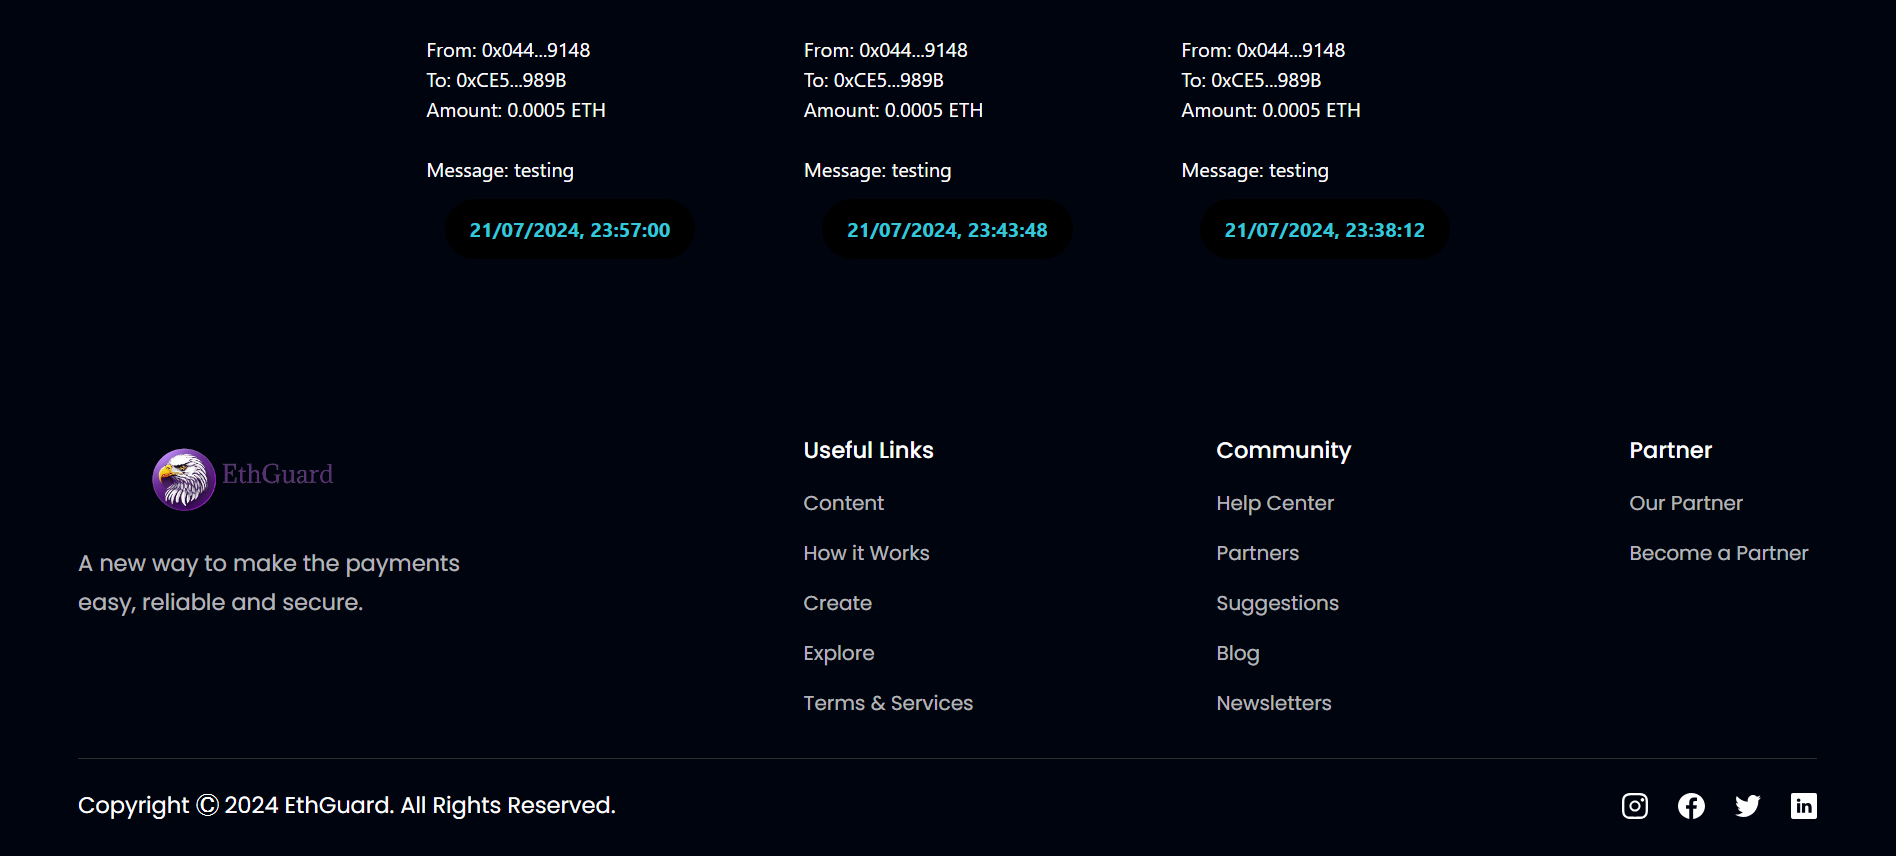 From: 0x044...9148
To: 0xCE5...989B
Amount: 0.0005 ETH
Message: testing
21/07/2024, 23:57:00
From: 0x044...9148
To: 0xCE5...989B
Amount: 0.0005 ETH
Message: testing
21/07/2024, 23:43:48
From: 0x044...9148
To: 0xCE5...989B
Amount: 0.0005 ETH
Message: testing
21/07/2024, 23:38:12
EthGuard
A new way to make the payments
easy, reliable and secure.
Useful Links
Content
How it Works
Create
Explore
Terms & Services
Community
Help Center
Partners
Suggestions
Blog
Newsletters
Partner
Our Partner
Become a Partner
Copyright Ⓒ 2024 EthGuard. All Rights Reserved.